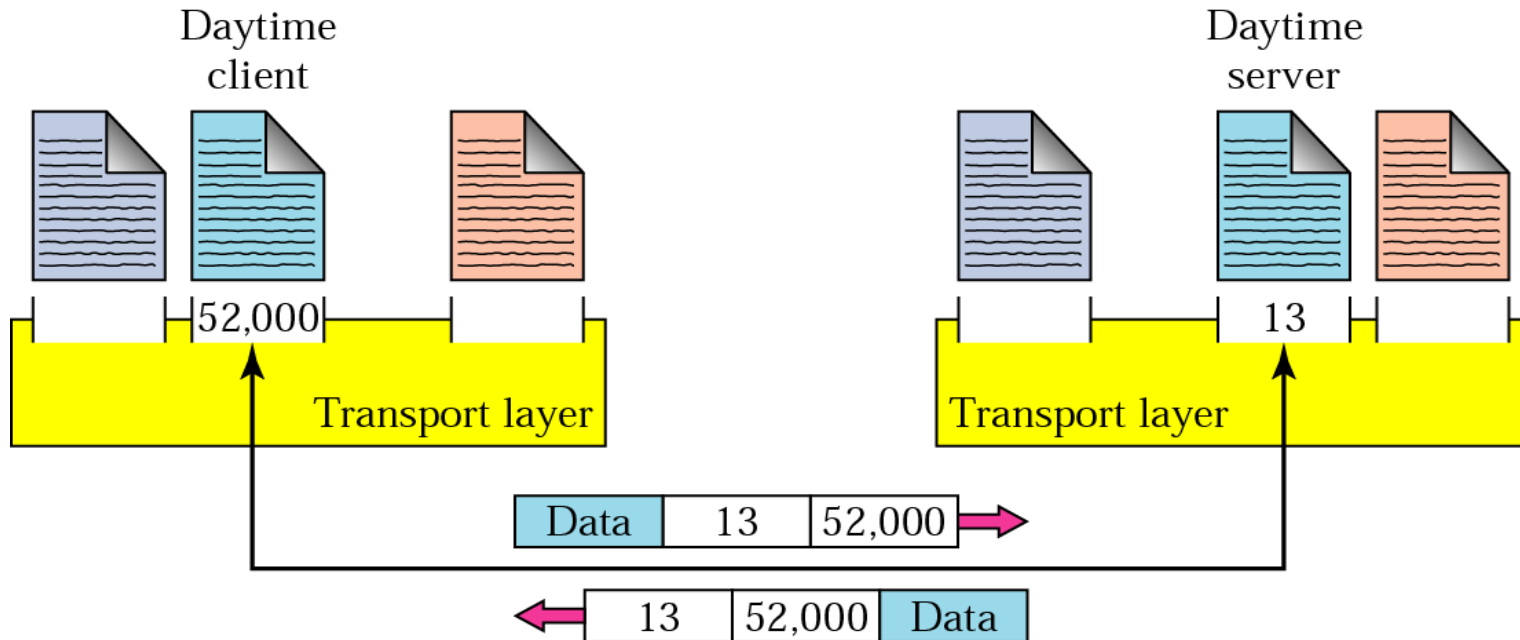 Daytime
client
Daytime
server
52,000
13
Transport layer
Transport layer
Data 13 52,000
13 52,000 Data